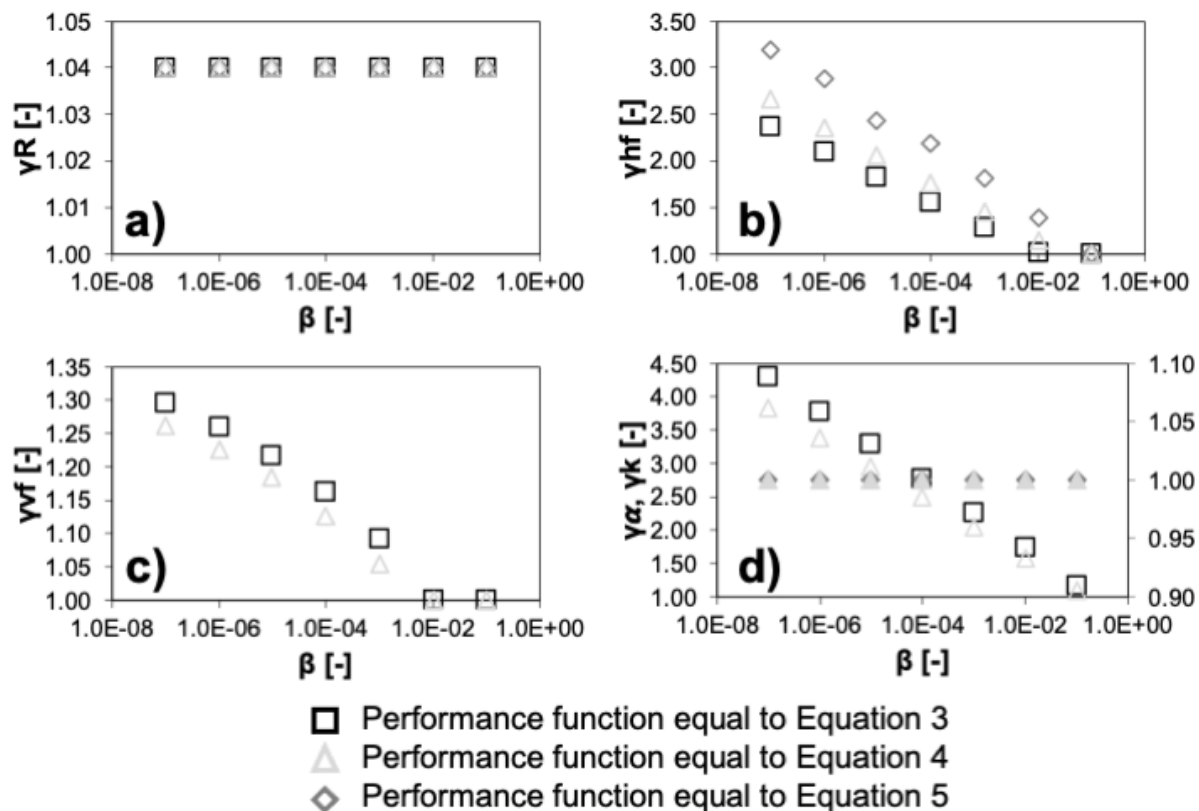 1.05
1.04
1.03
1.02
1.01
1.00
γR [-]
a)
1.0E-08 1.0E-06 1.0E-04 1.0E-02 1.0E+00
β [-]
3.50
3.00
2.50
2.00
1.50
1.00
γhf [-]
b)
1.0E-08 1.0E-06 1.0E-04 1.0E-02 1.0E+00
β [-]
1.35
1.30
1.25
1.20
1.15
1.10
1.05
1.00
γvf [-]
c)
1.0E-08 1.0E-06 1.0E-04 1.0E-02 1.0E+00
β [-]
4.50
4.00
3.50
3.00
2.50
2.00
1.50
1.00
γα, γk [-]
d)
1.10
1.05
1.00
0.95
0.90
1.0E-08 1.0E-06 1.0E-04 1.0E-02 1.0E+00
β [-]
Performance function equal to Equation 3
Performance function equal to Equation 4
Performance function equal to Equation 5